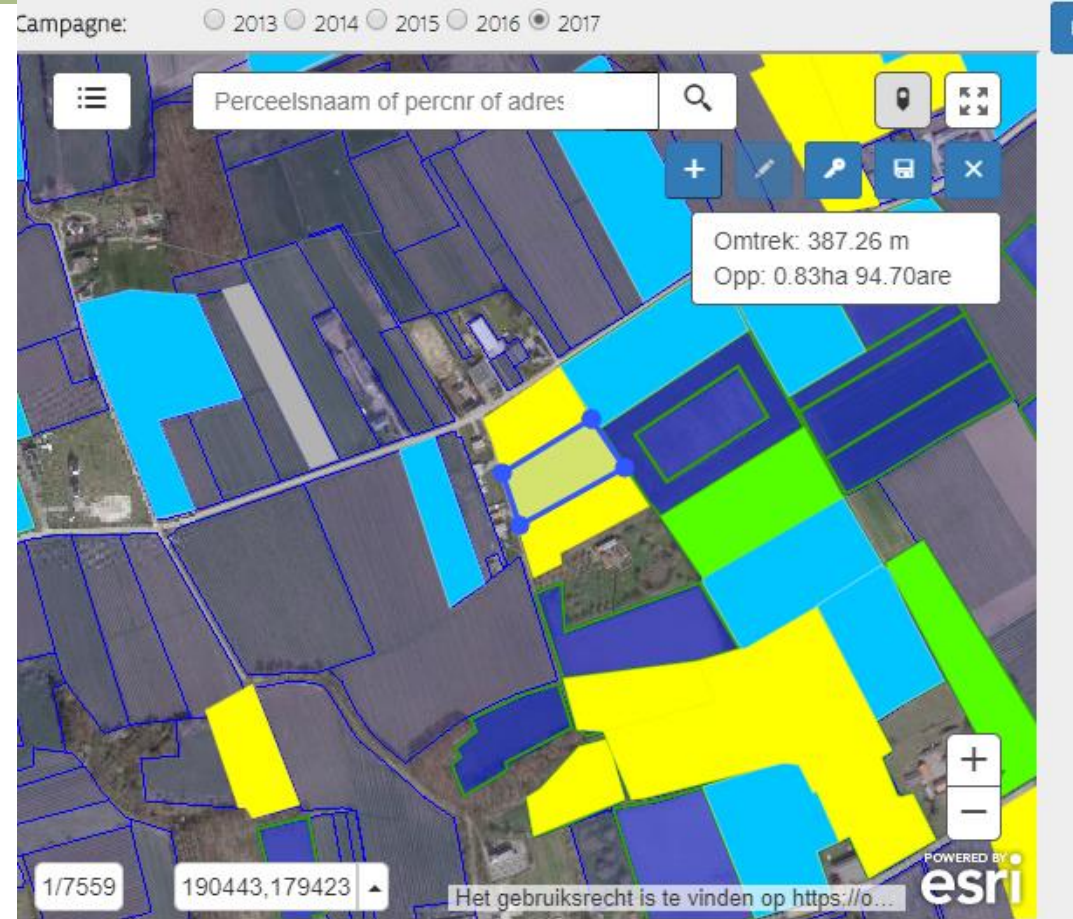 Campagne: 2013 2014 2015 2016 2017
Perceelsnaam of percnr of adres
Omtrek: 387.26 m
Opp: 0.83ha 94.70are
1/7559
190443,179423
Het gebruiksrecht is te vinden op https://o...
POWERED BY
esri